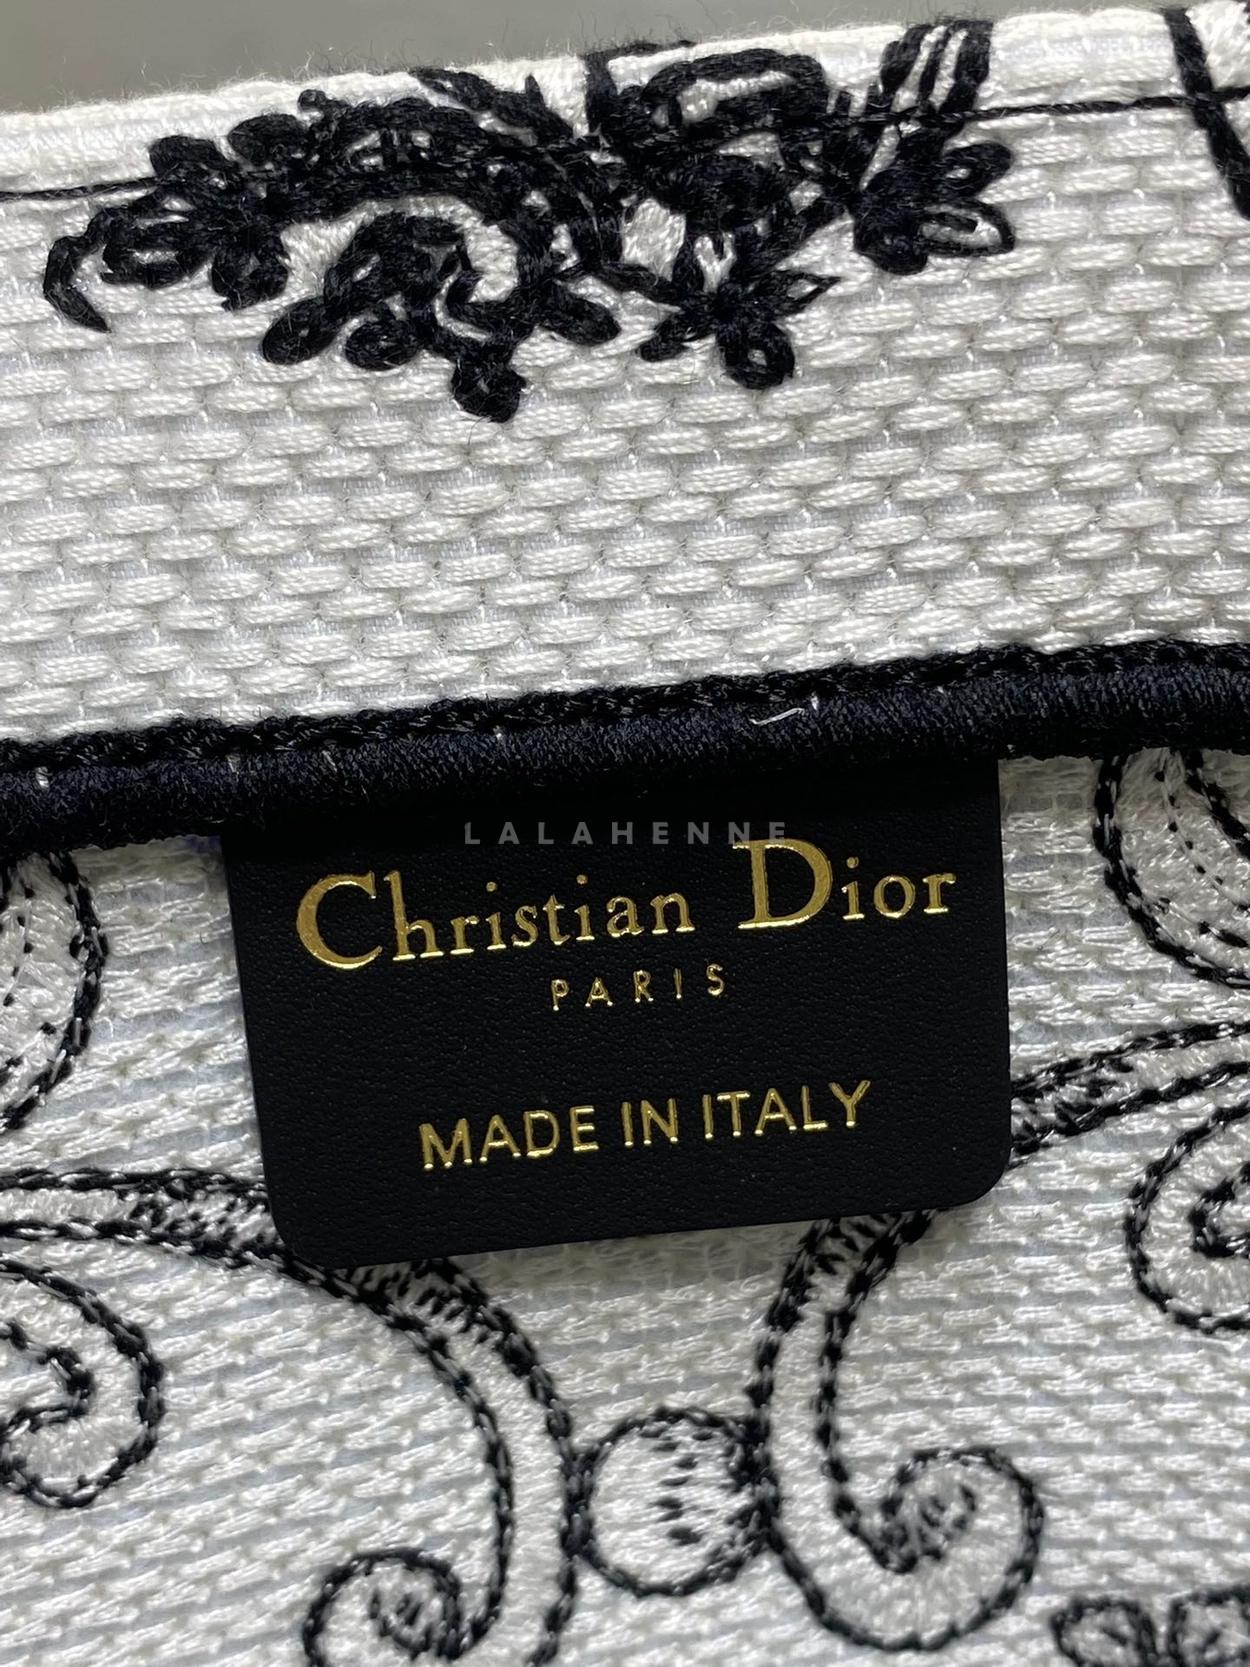 LALAHENNE
Christian Dior
PARIS
MADE IN ITALY